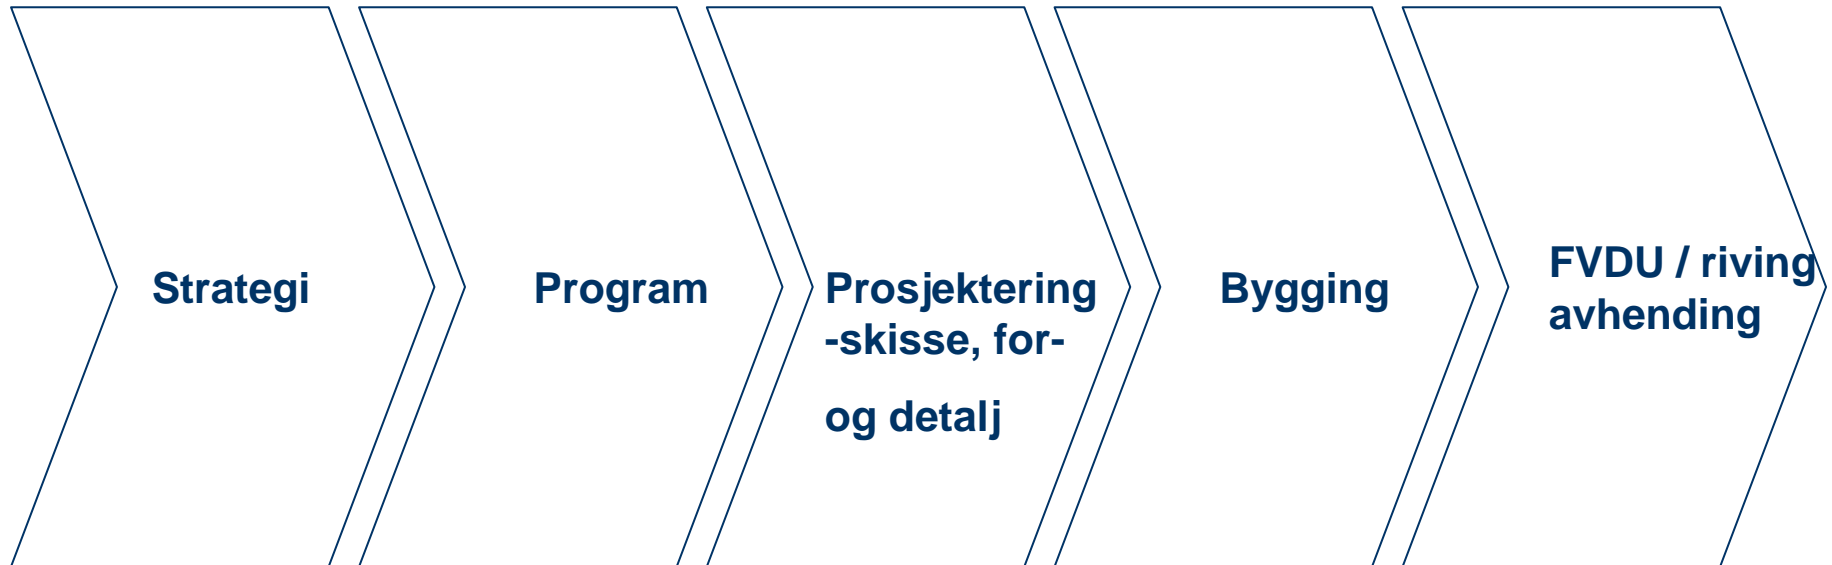 Strategi
Program
Prosjektering
-skisse, for-
og detalj
Bygging
FVDU / riving
avhending